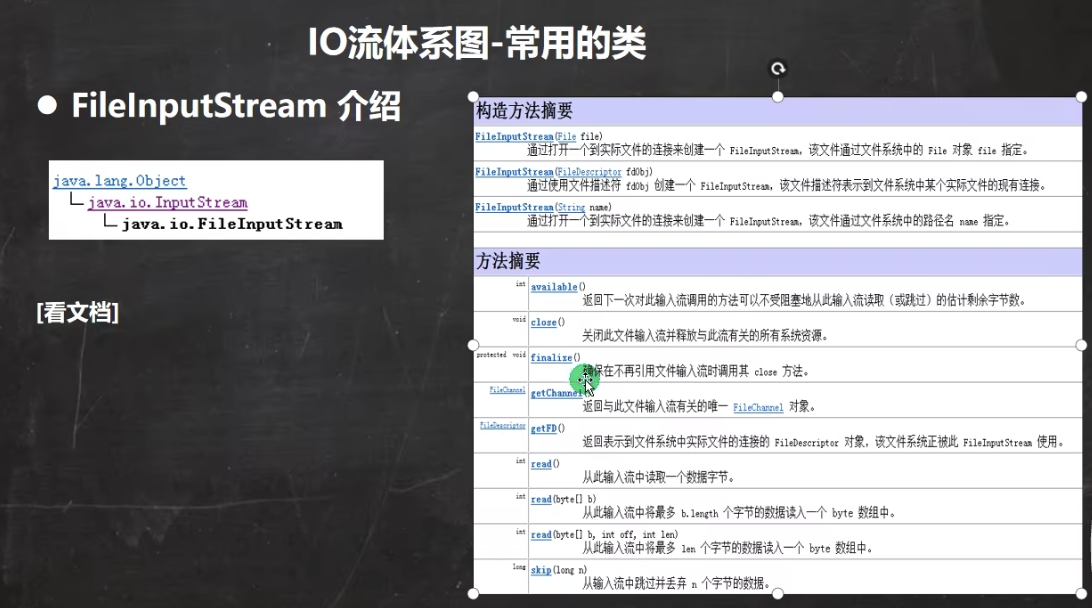 IO流体系图-常用的类
● FileInputStream 介绍
java.lang.Object
java.io.InputStream
java.io.FileInputStream
[看文档]
构造方法摘要
FileInputStream(File file)
通过打开一个到实际文件的连接来创建一个 FileInputStream，该文件通过文件系统中的 File 对象 file 指定。
FileInputStream(FileDescriptor fdObj)
通过使用文件描述符 fdObj 创建一个 FileInputStream，该文件描述符表示到文件系统中某个实际文件的现有连接。
FileInputStream(String name)
通过打开一个到实际文件的连接来创建一个 FileInputStream，该文件通过文件系统中的路径名 name 指定。
方法摘要
int available()
返回下一次对此输入流调用的方法可以不受阻塞地从此输入流读取（或跳过）的估计剩余字节数。
void close()
关闭此文件输入流并释放与此流有关的所有系统资源。
protected void finalize()
确保在不再引用文件输入流时调用其 close 方法。
FileChannel getChannel()
返回与此文件输入流有关的唯一 FileChannel 对象。
FileDescriptor getFD()
返回表示到文件系统中实际文件的连接的 FileDescriptor 对象，该文件系统正被此 FileInputStream 使用。
int read()
从此输入流中读取一个数据字节。
int read(byte[] b)
从此输入流中将最多 b.length 个字节的数据读入一个 byte 数组中。
int read(byte[] b, int off, int len)
从此输入流中将最多 len 个字节的数据读入一个 byte 数组中。
long skip(long n)
从输入流中跳过并丢弃 n 个字节的数据。